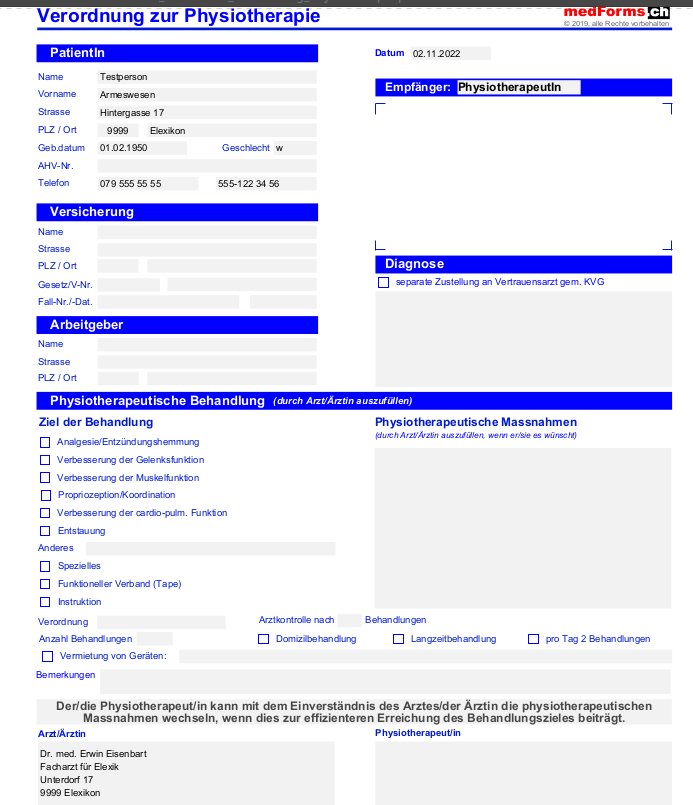 Verordnung zur Physiotherapie
medForms.ch
© 2019, alle Rechte vorbehalten
PatientIn
Datum 02.11.2022
Name Testperson
Vorname Armeswesen
Strasse Hintergasse 17
PLZ / Ort 9999 Elexikon
Geb.datum 01.02.1950 Geschlecht w
AHV-Nr.
Telefon 079 555 55 55 555-122 34 56
Empfänger: PhysiotherapeutIn
Versicherung
Name
Strasse
PLZ / Ort
Gesetz/V-Nr.
Fall-Nr./-Dat.
Diagnose
separate Zustellung an Vertrauensarzt gem. KVG
Arbeitgeber
Name
Strasse
PLZ / Ort
Physiotherapeutische Behandlung (durch Arzt/Ärztin auszufüllen)
Ziel der Behandlung
Analgesie/Entzündungshemmung
Verbesserung der Gelenksfunktion
Verbesserung der Muskelfunktion
Propriozeption/Koordination
Verbesserung der cardio-pulm. Funktion
Entstauung
Anderes
Spezielles
Funktioneller Verband (Tape)
Instruktion
Physiotherapeutische Massnahmen
(durch Arzt/Ärztin auszufüllen, wenn er/sie es wünscht)
Verordnung Arztkontrolle nach Behandlungen
Anzahl Behandlungen Domizilbehandlung Langzeitbehandlung pro Tag 2 Behandlungen
Vermietung von Geräten:
Bemerkungen
Der/die Physiotherapeut/in kann mit dem Einverständnis des Arztes/der Ärztin die physiotherapeutischen
Massnahmen wechseln, wenn dies zur effizienteren Erreichung des Behandlungszieles beiträgt.
Arzt/Ärztin
Dr. med. Erwin Eisenbart
Facharzt für Elexik
Unterdorf 17
9999 Elexikon
Physiotherapeut/in